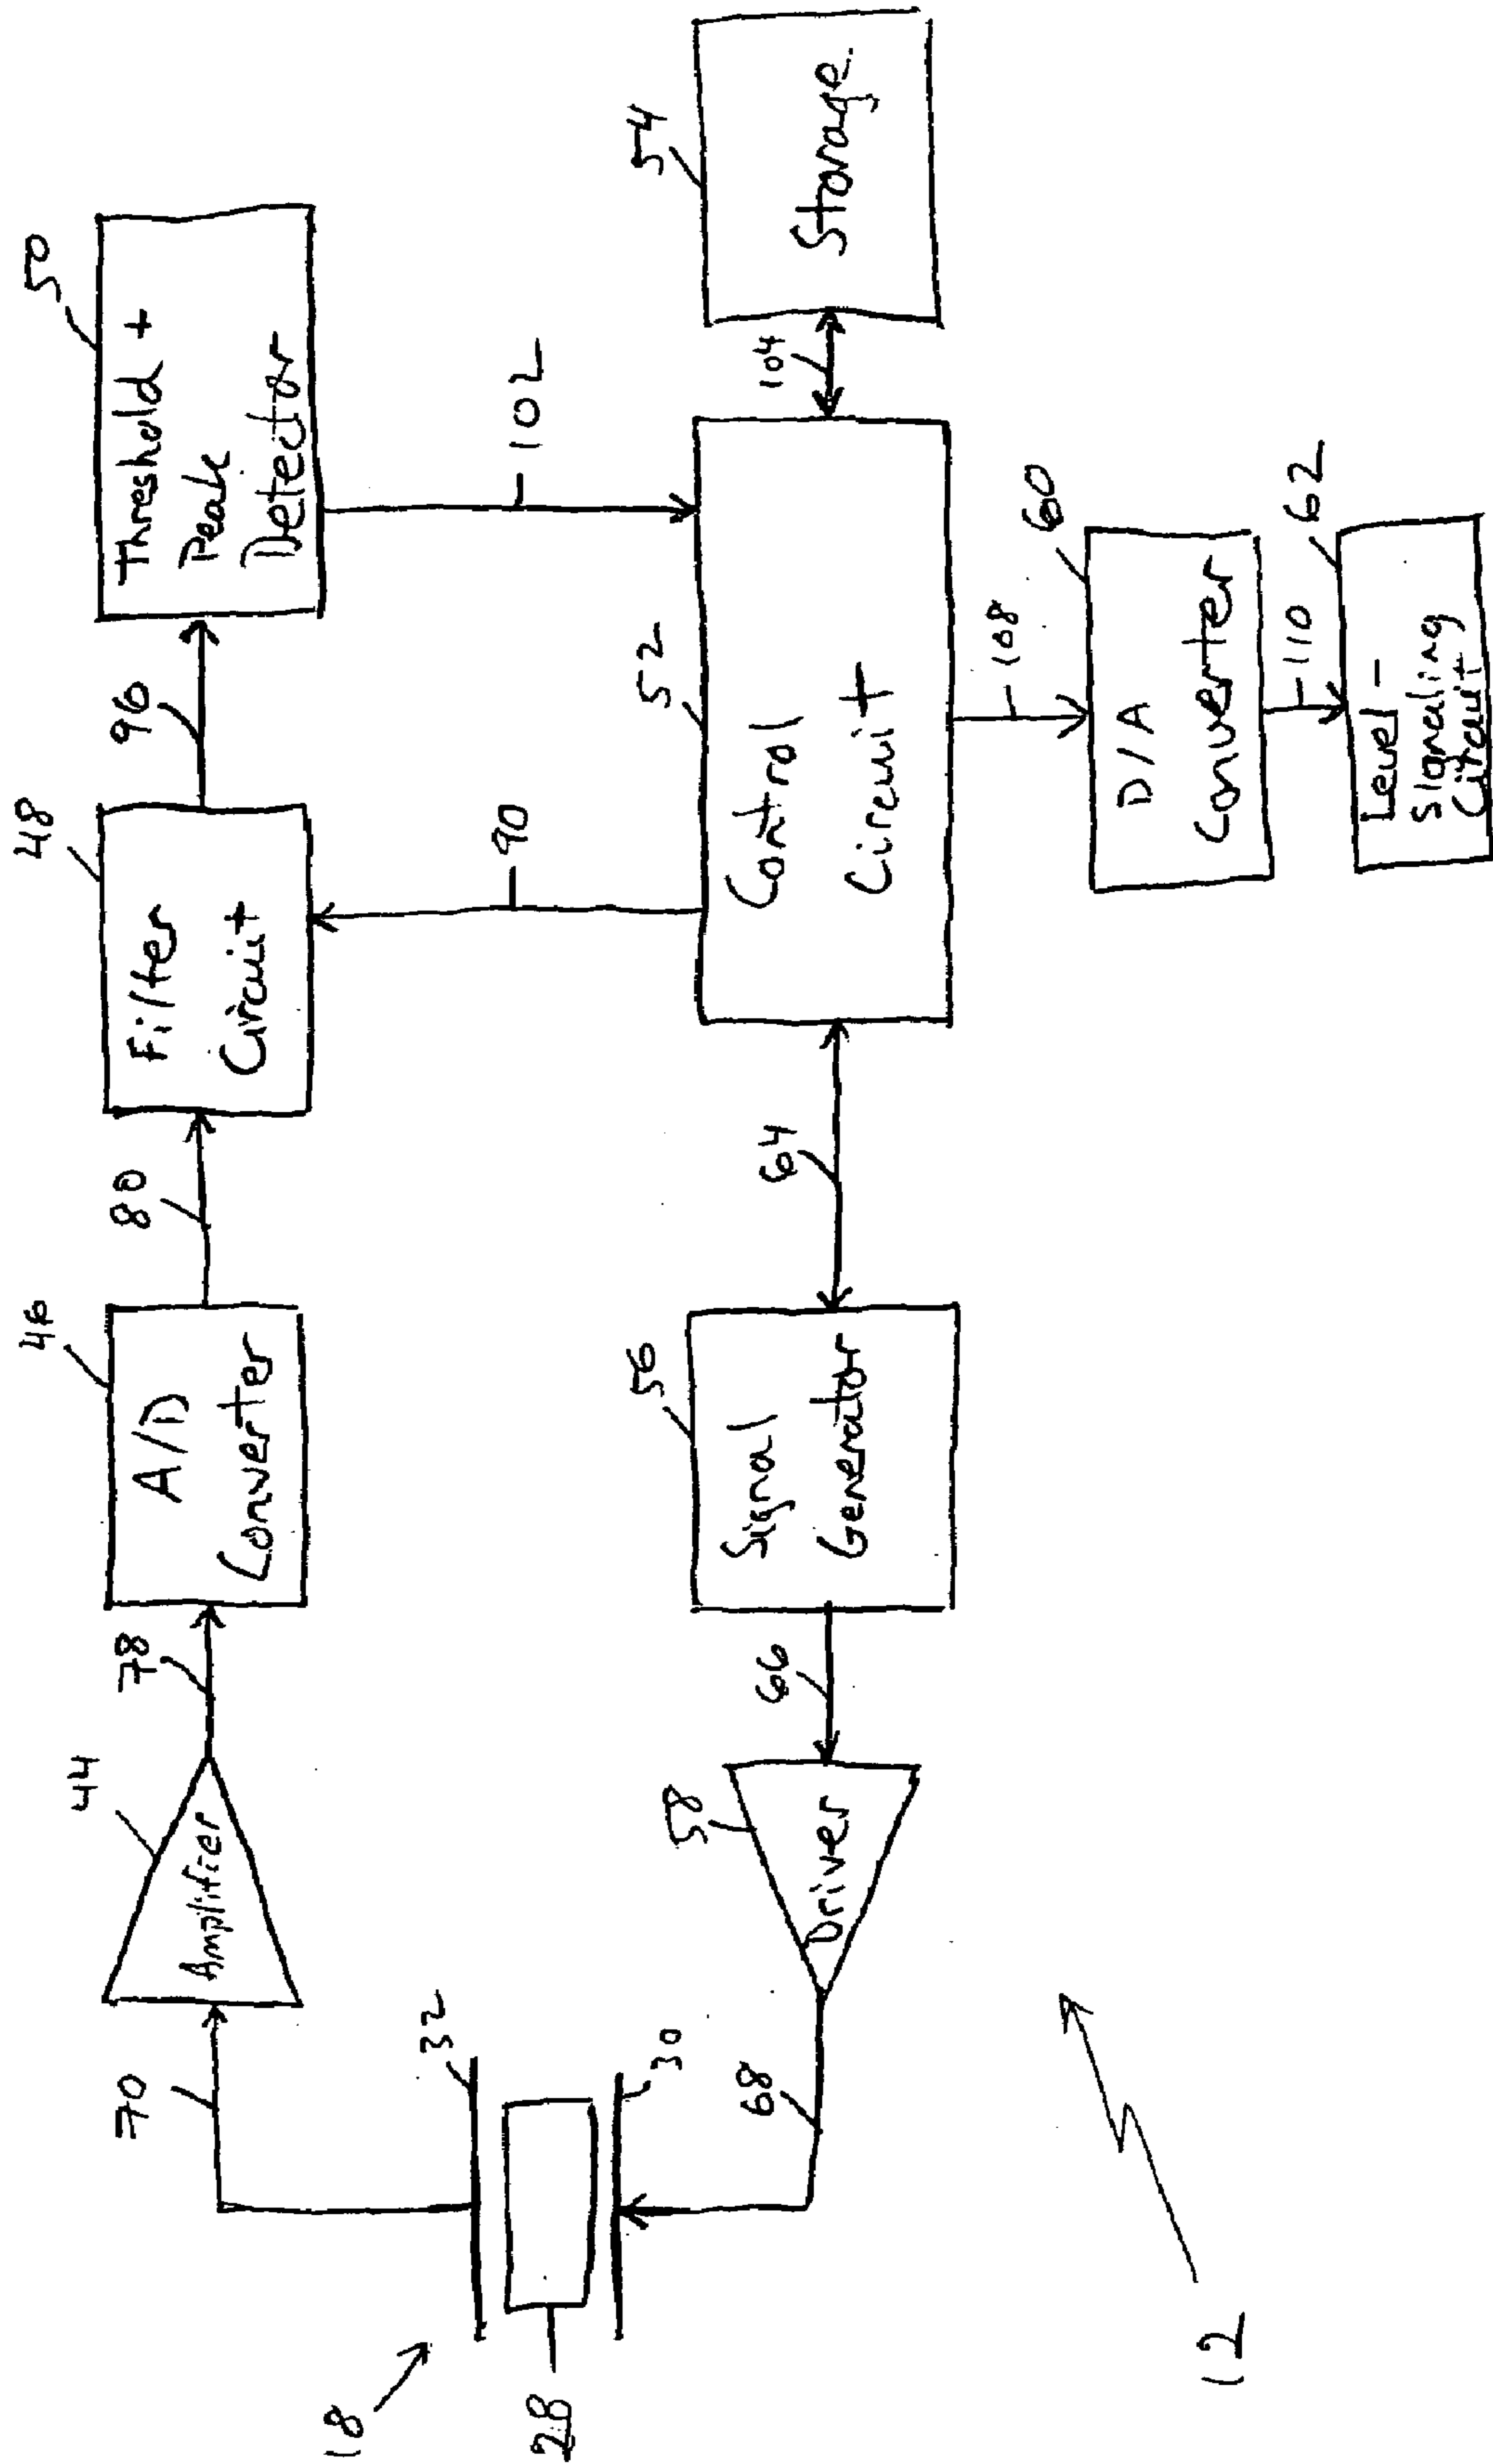 18
28
32
30
70
Amplifier
44
78
A/D
Converter
46
80
Filter
Circuit
48
96
Threshold +
Peak
Detector
50
102
90
68
Driver
58
66
Signal
Generator
56
64
Control
Circuit
52
104
Storage
54
108
D/A
Converter
60
110
Level-
Signaling
Circuit
62
12